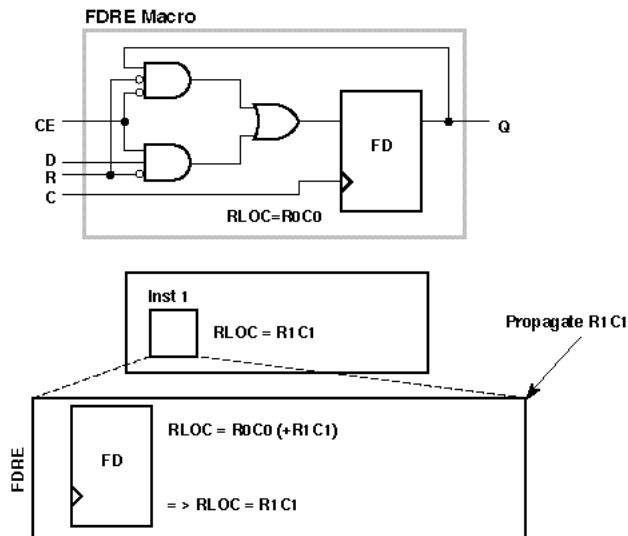 FDRE Macro
CE
D
R
C
FD
Q
RLOC=R0C0
Inst 1
RLOC = R1C1
Propagate R1C1
FDRE
FD
RLOC = R0C0 (+R1C1)
= > RLOC = R1C1